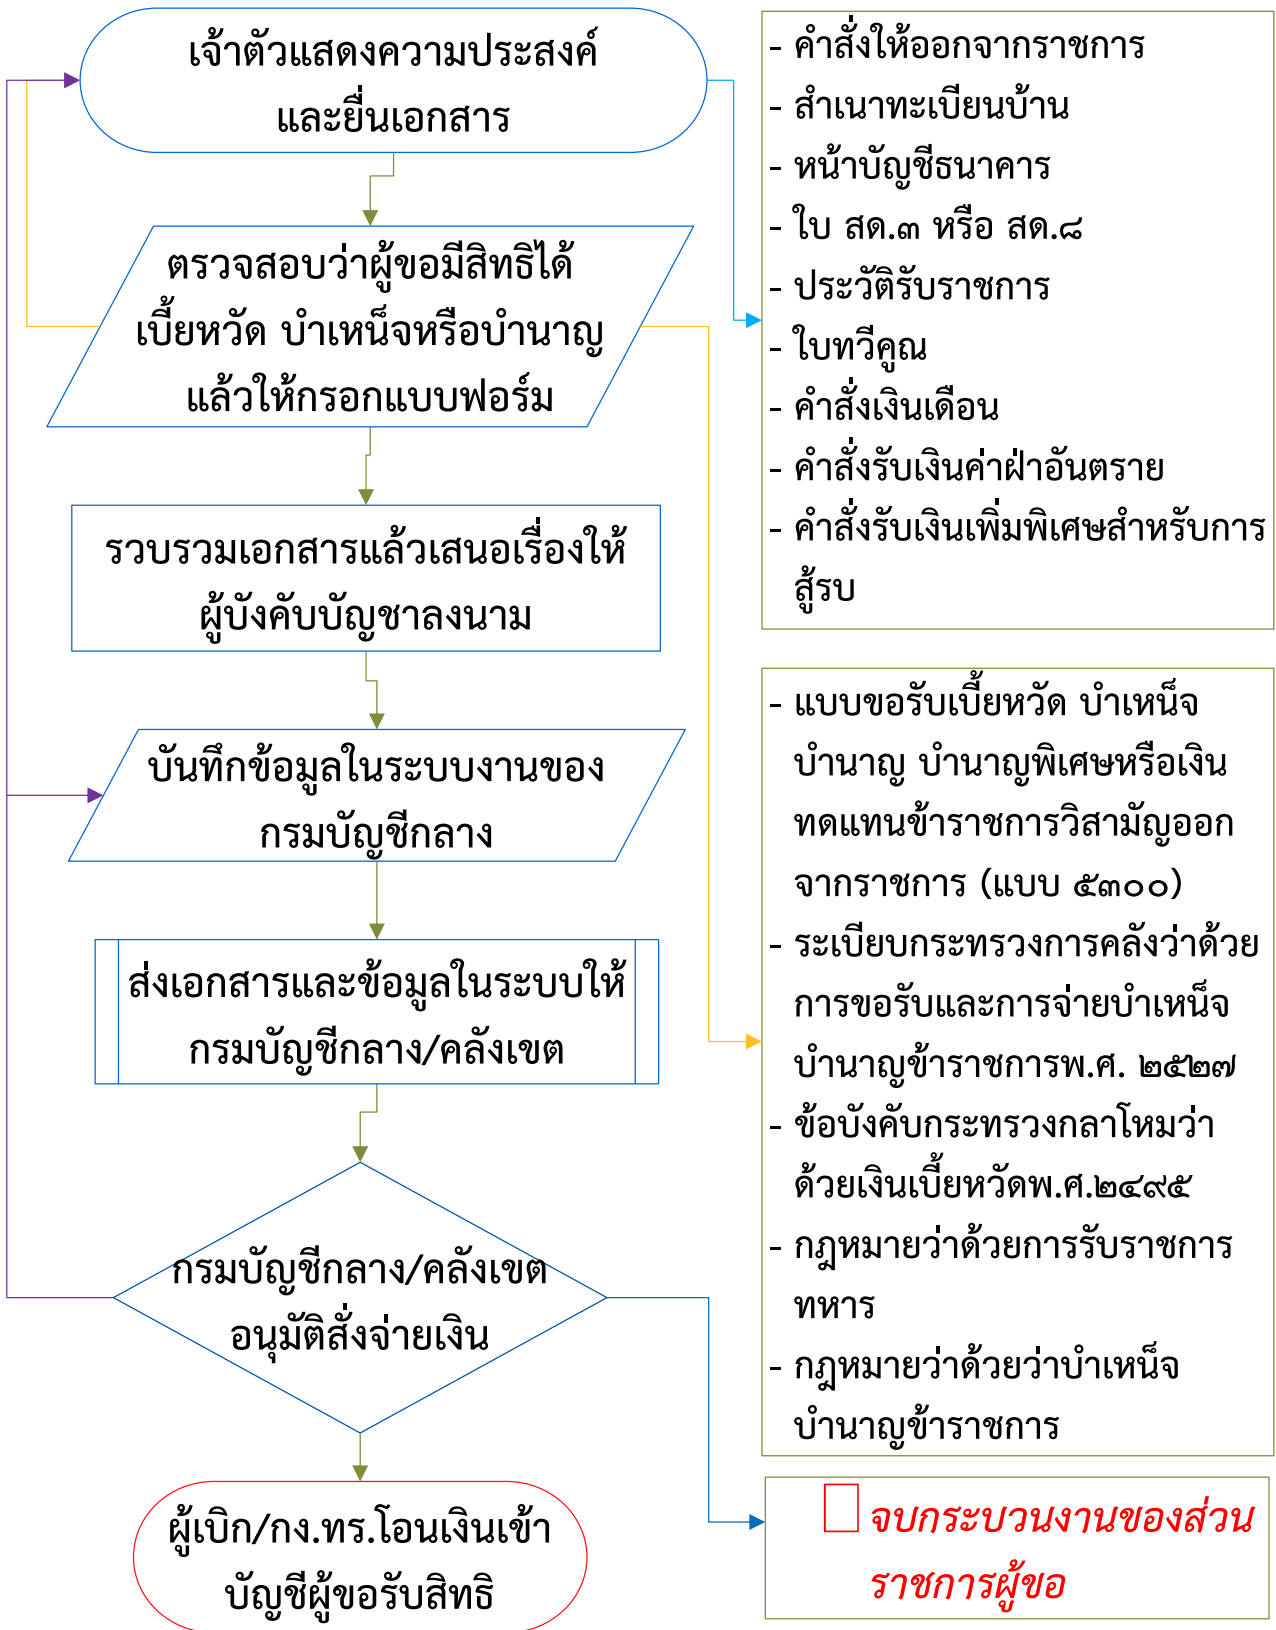 เจ้าตัวแสดงความประสงค์
และยื่นเอกสาร
ตรวจสอบว่าผู้ขอมีสิทธิได้
เบี้ยหวัด บำเหน็จหรือบำนาญ
แล้วให้กรอกแบบฟอร์ม
รวบรวมเอกสารแล้วเสนอเรื่องให้
ผู้บังคับบัญชาลงนาม
บันทึกข้อมูลในระบบงานของ
กรมบัญชีกลาง
ส่งเอกสารและข้อมูลในระบบให้
กรมบัญชีกลาง/คลังเขต
กรมบัญชีกลาง/คลังเขต
อนุมัติสั่งจ่ายเงิน
ผู้เบิก/กง.ทร.โอนเงินเข้า
บัญชีผู้ขอรับสิทธิ
- คำสั่งให้ออกจากราชการ
- สำเนาทะเบียนบ้าน
- หน้าบัญชีธนาคาร
- ใบ สด.๓ หรือ สด.๘
- ประวัติรับราชการ
- ใบทวีคูณ
- คำสั่งเงินเดือน
- คำสั่งรับเงินค่าฝ่าอันตราย
- คำสั่งรับเงินเพิ่มพิเศษสำหรับการ
สู้รบ
- แบบขอรับเบี้ยหวัด บำเหน็จ
บำนาญ บำนาญพิเศษหรือเงิน
ทดแทนข้าราชการวิสามัญออก
จากราชการ (แบบ ๕๓๐๐)
- ระเบียบกระทรวงการคลังว่าด้วย
การขอรับและการจ่ายบำเหน็จ
บำนาญข้าราชการพ.ศ. ๒๕๒๗
- ข้อบังคับกระทรวงกลาโหมว่า
ด้วยเงินเบี้ยหวัดพ.ศ.๒๔๙๕
- กฎหมายว่าด้วยการรับราชการ
ทหาร
- กฎหมายว่าด้วยว่าบำเหน็จ
บำนาญข้าราชการ
จบกระบวนงานของส่วน
ราชการผู้ขอ